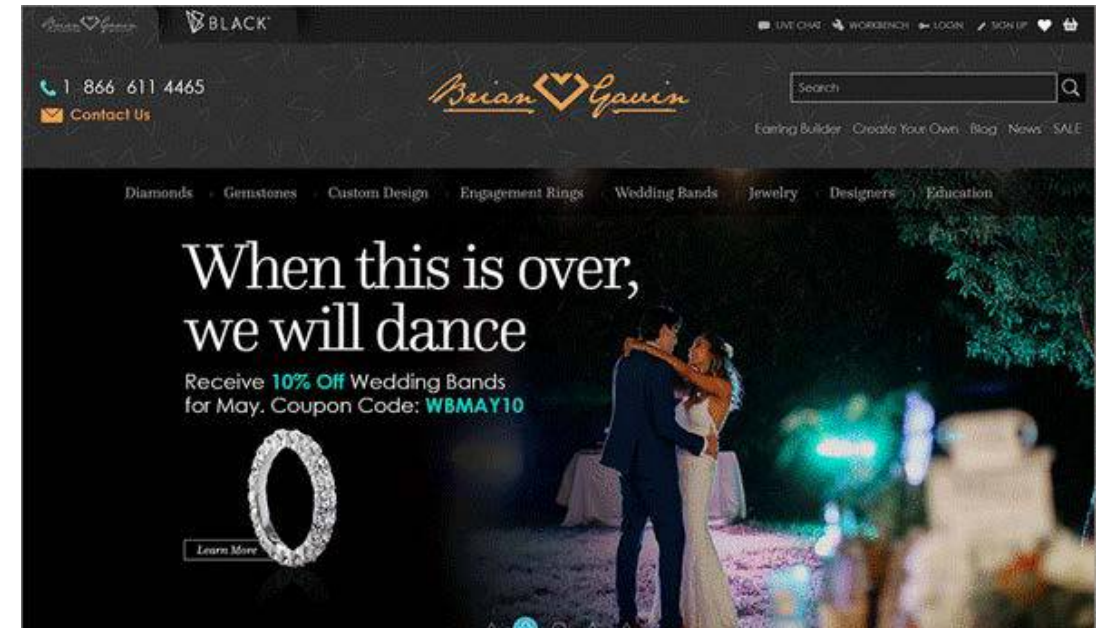 Brian Gavin
BLACK
LIVE CHAT
WORKBENCH
LOGIN
SIGN UP
1 866 611 4465
Contact Us
Brian Gavin
Search
Earring Builder Create Your Own Blog News SALE
Diamonds Gemstones Custom Design Engagement Rings Wedding Bands Jewelry Designers Education
When this is over,
we will dance
Receive 10% Off Wedding Bands
for May. Coupon Code: WBMAY10
Learn More